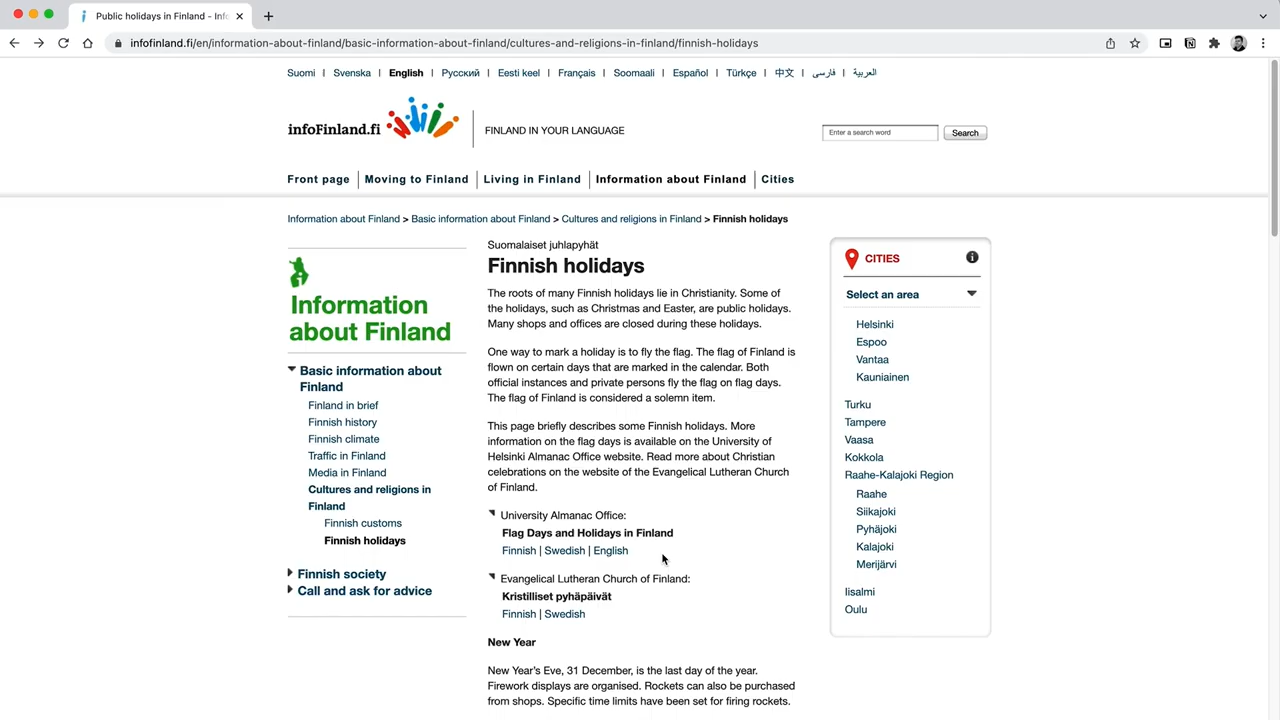 Public holidays in Finland - Inf
infofinland.fi/en/information-about-finland/basic-information-about-finland/cultures-and-religions-in-finland/finnish-holidays
Suomi | Svenska | English | Русский | Eesti keel | Français | Soomaali | Español | Türkçe | 中文 | فارسی | العربية
infoFinland.fi
FINLAND IN YOUR LANGUAGE
Enter a search word
Search
Front page | Moving to Finland | Living in Finland | Information about Finland | Cities
Information about Finland > Basic information about Finland > Cultures and religions in Finland > Finnish holidays
Information
about Finland
Basic information about
Finland
Finland in brief
Finnish history
Finnish climate
Traffic in Finland
Media in Finland
Cultures and religions in
Finland
Finnish customs
Finnish holidays
Finnish society
Call and ask for advice
Suomalaiset juhlapyhät
Finnish holidays
The roots of many Finnish holidays lie in Christianity. Some of
the holidays, such as Christmas and Easter, are public holidays.
Many shops and offices are closed during these holidays.
One way to mark a holiday is to fly the flag. The flag of Finland is
flown on certain days that are marked in the calendar. Both
official instances and private persons fly the flag on flag days.
The flag of Finland is considered a solemn item.
This page briefly describes some Finnish holidays. More
information on the flag days is available on the University of
Helsinki Almanac Office website. Read more about Christian
celebrations on the website of the Evangelical Lutheran Church
of Finland.
University Almanac Office:
Flag Days and Holidays in Finland
Finnish | Swedish | English
Evangelical Lutheran Church of Finland:
Kristilliset pyhäpäivät
Finnish | Swedish
New Year
New Year's Eve, 31 December, is the last day of the year.
Firework displays are organised. Rockets can also be purchased
from shops. Specific time limits have been set for firing rockets.
CITIES
Select an area
Helsinki
Espoo
Vantaa
Kauniainen
Turku
Tampere
Vaasa
Kokkola
Raahe-Kalajoki Region
Raahe
Siikajoki
Pyhäjoki
Kalajoki
Merijärvi
Iisalmi
Oulu